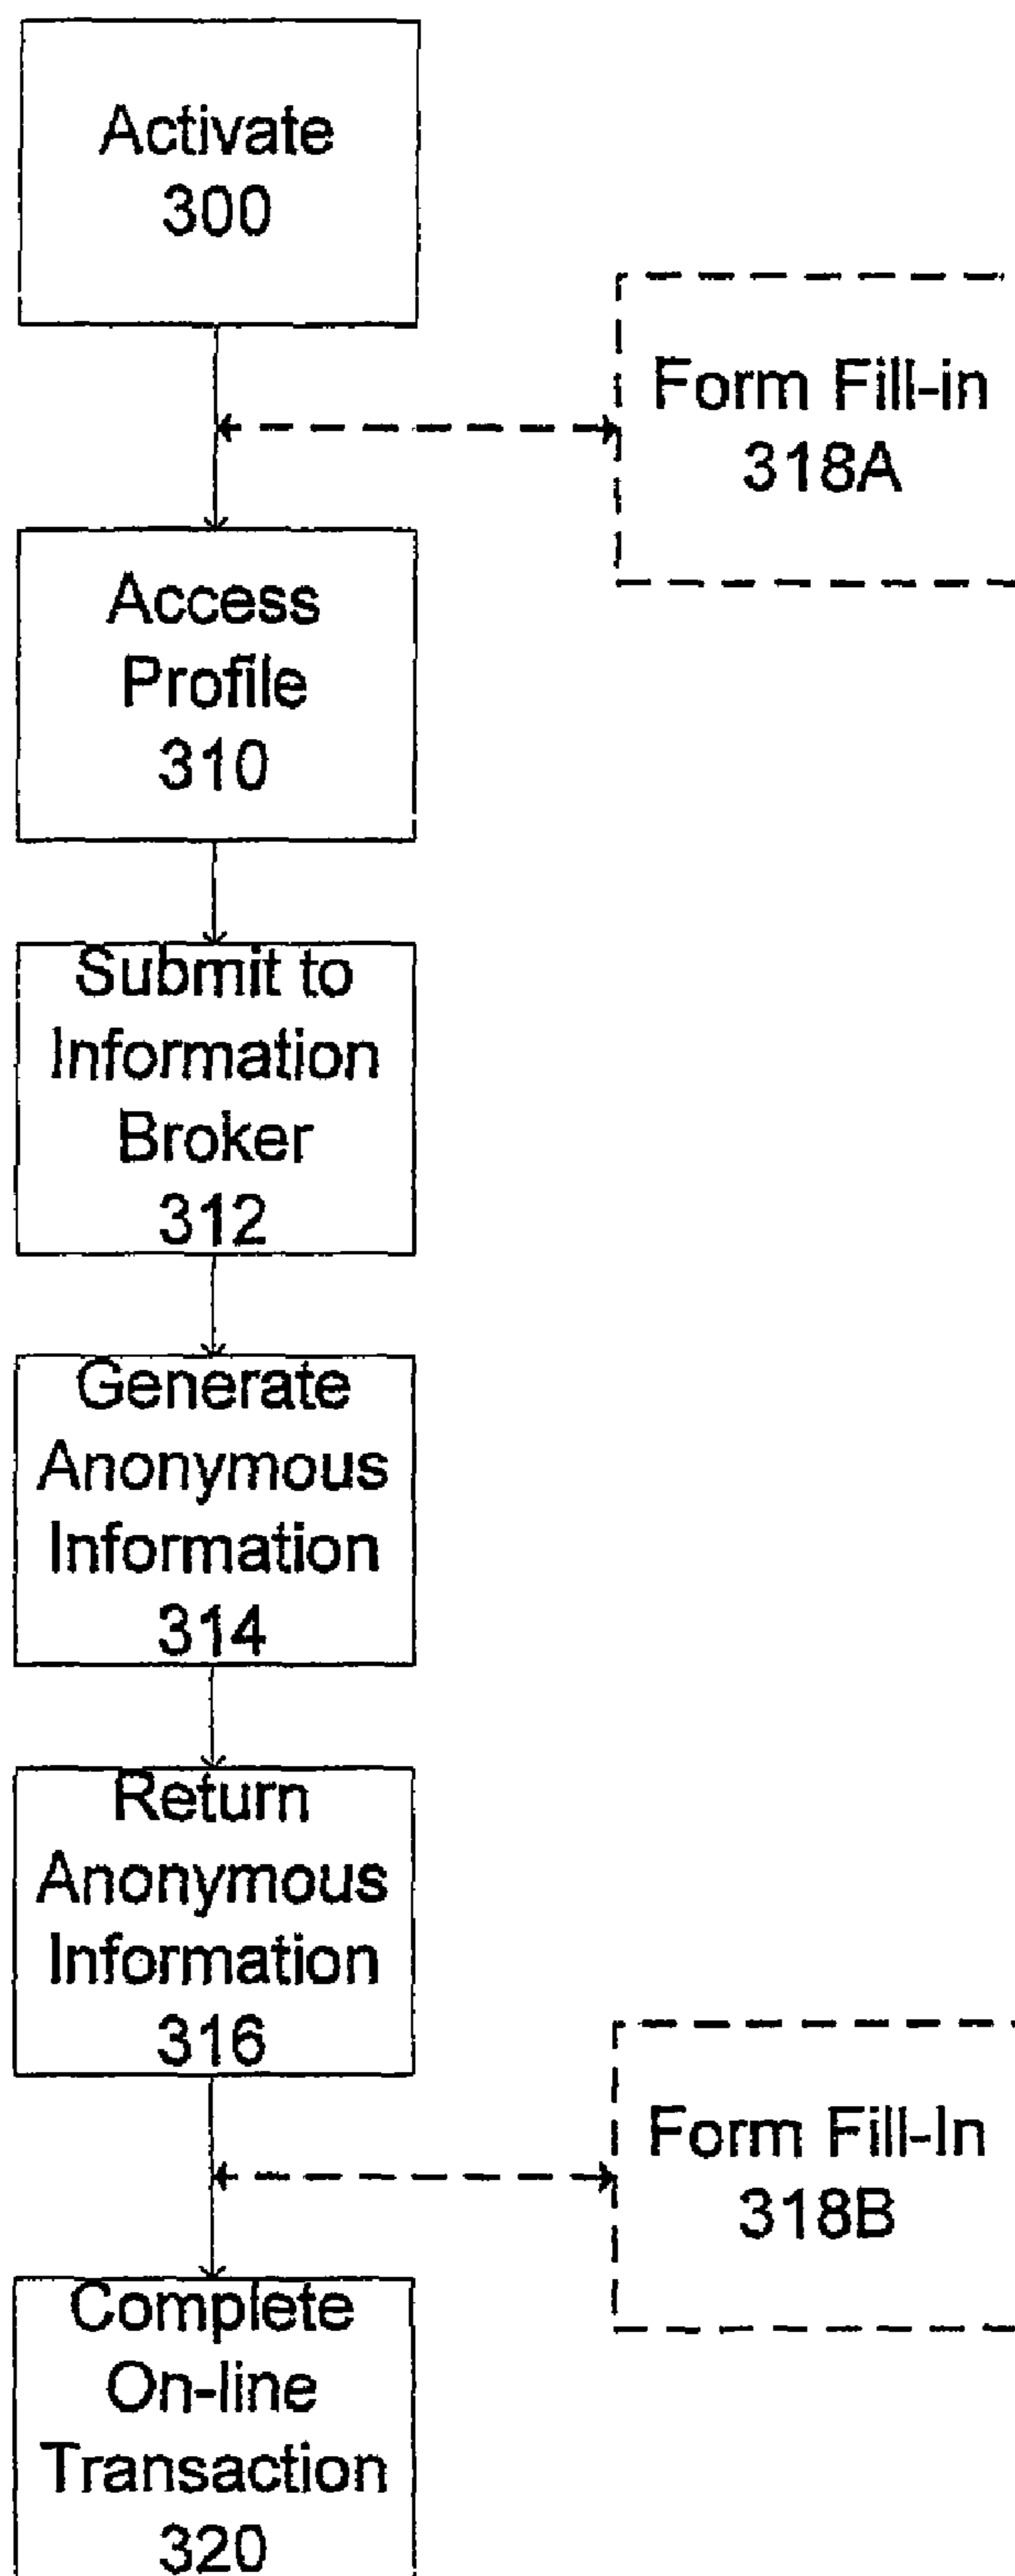 Activate
300
Form Fill-in
318A
Access
Profile
310
Submit to
Information
Broker
312
Generate
Anonymous
Information
314
Return
Anonymous
Information
316
Form Fill-In
318B
Complete
On-line
Transaction
320